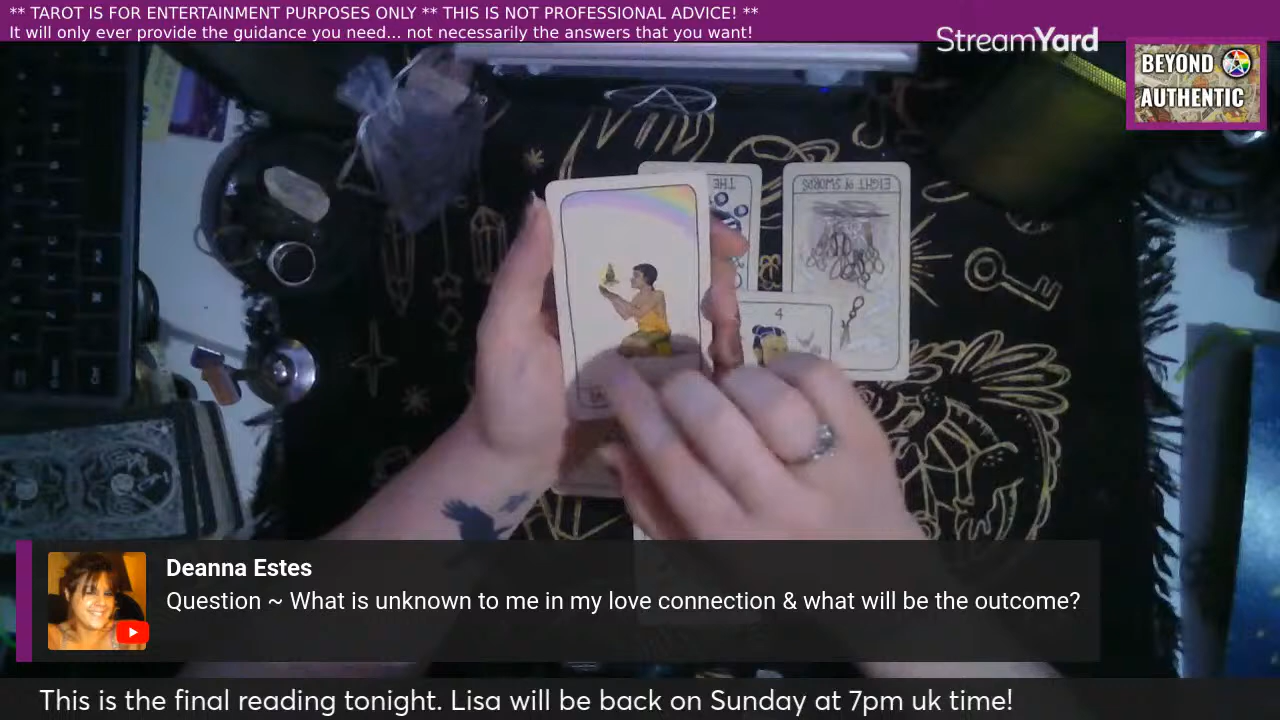 ** TAROT IS FOR ENTERTAINMENT PURPOSES ONLY ** THIS IS NOT PROFESSIONAL ADVICE! **
It will only ever provide the guidance you need... not necessarily the answers that you want!
StreamYard
BEYOND
AUTHENTIC
THE
EIGHT of SWORDS
4
Deanna Estes
Question ~ What is unknown to me in my love connection & what will be the outcome?
This is the final reading tonight. Lisa will be back on Sunday at 7pm uk time!